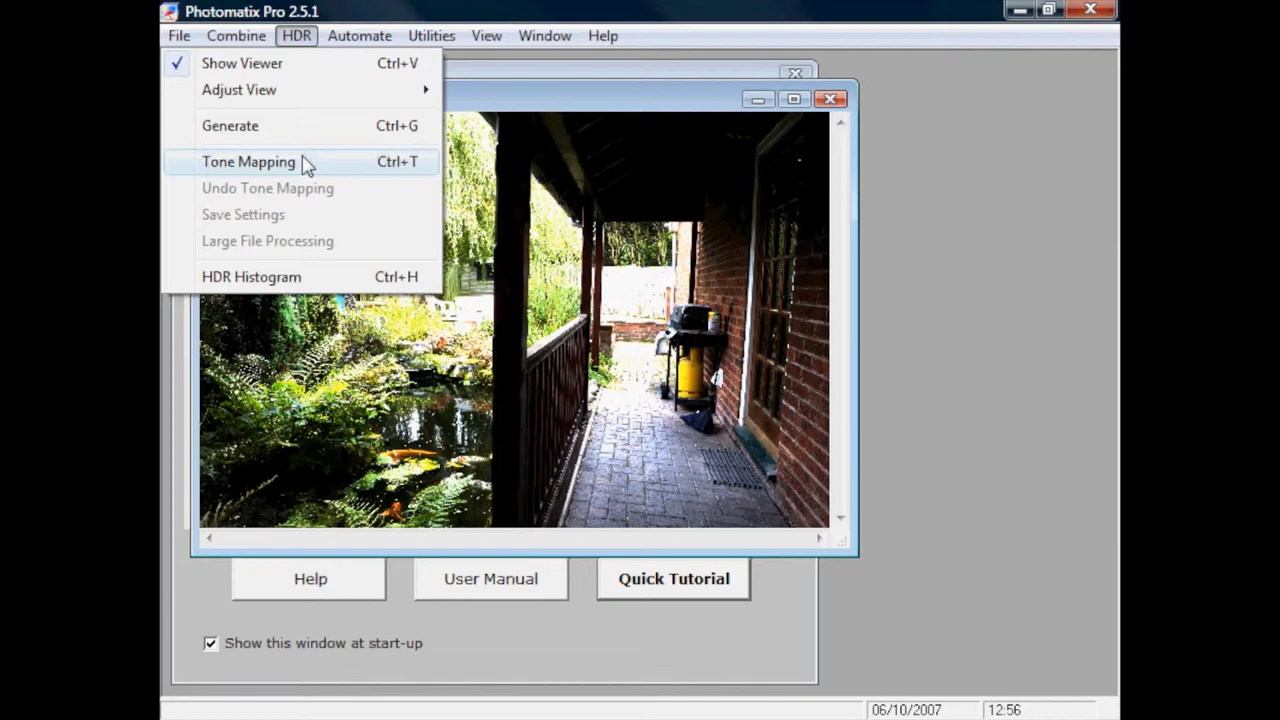 Photomatix Pro 2.5.1
File Combine HDR Automate Utilities View Window Help
Show Viewer Ctrl+V
Adjust View
Generate Ctrl+G
Tone Mapping Ctrl+T
Undo Tone Mapping
Save Settings
Large File Processing
HDR Histogram Ctrl+H
Help User Manual Quick Tutorial
Show this window at start-up
06/10/2007 12:56